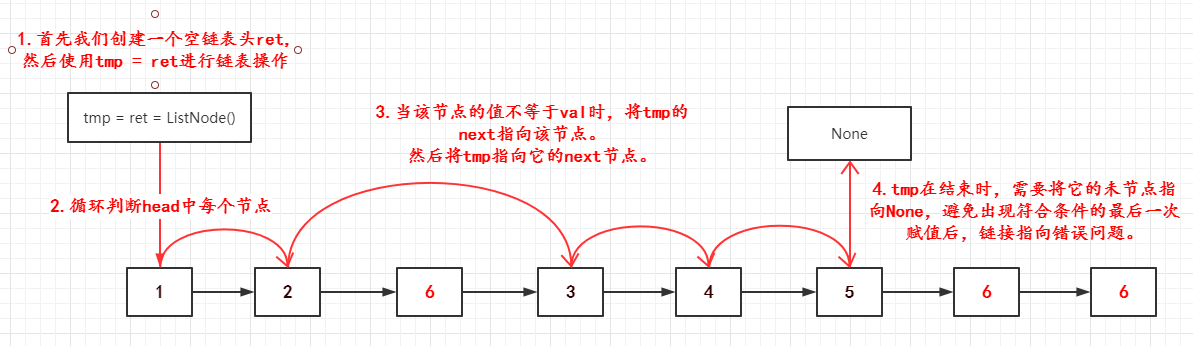 1.首先我们创建一个空链表头ret,
然后使用tmp = ret进行链表操作
tmp = ret = ListNode()
3.当该节点的值不等于val时，将tmp的
next指向该节点。
然后将tmp指向它的next节点。
None
2.循环判断head中每个节点
4.tmp在结束时，需要将它的未节点指
向None，避免出现符合条件的最后一次
赋值后，链接指向错误问题。
1 2 6 3 4 5 6 6